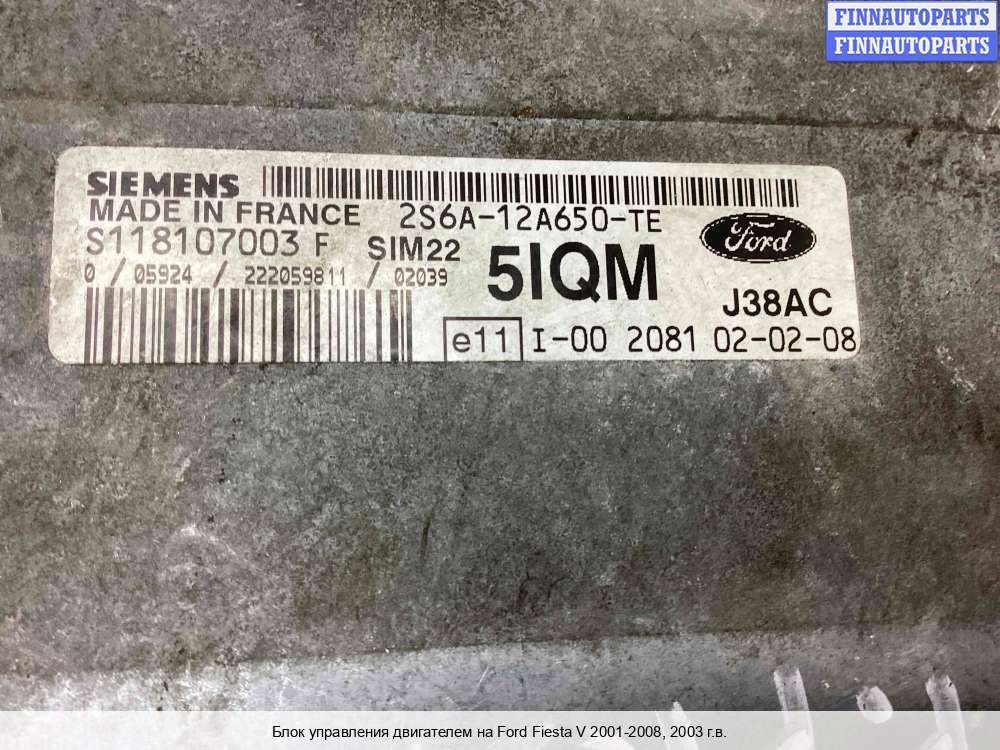 FINNAUTOPARTS
FINNAUTOPARTS
SIEMENS
MADE IN FRANCE 2S6A-12A650-TE
S118107003 F SIM22 5IQM Ford
0 / 05924 / 222059811 / 02039
J38AC
e11 I-00 2081 02-02-08
Блок управления двигателем на Ford Fiesta V 2001-2008, 2003 г.в.